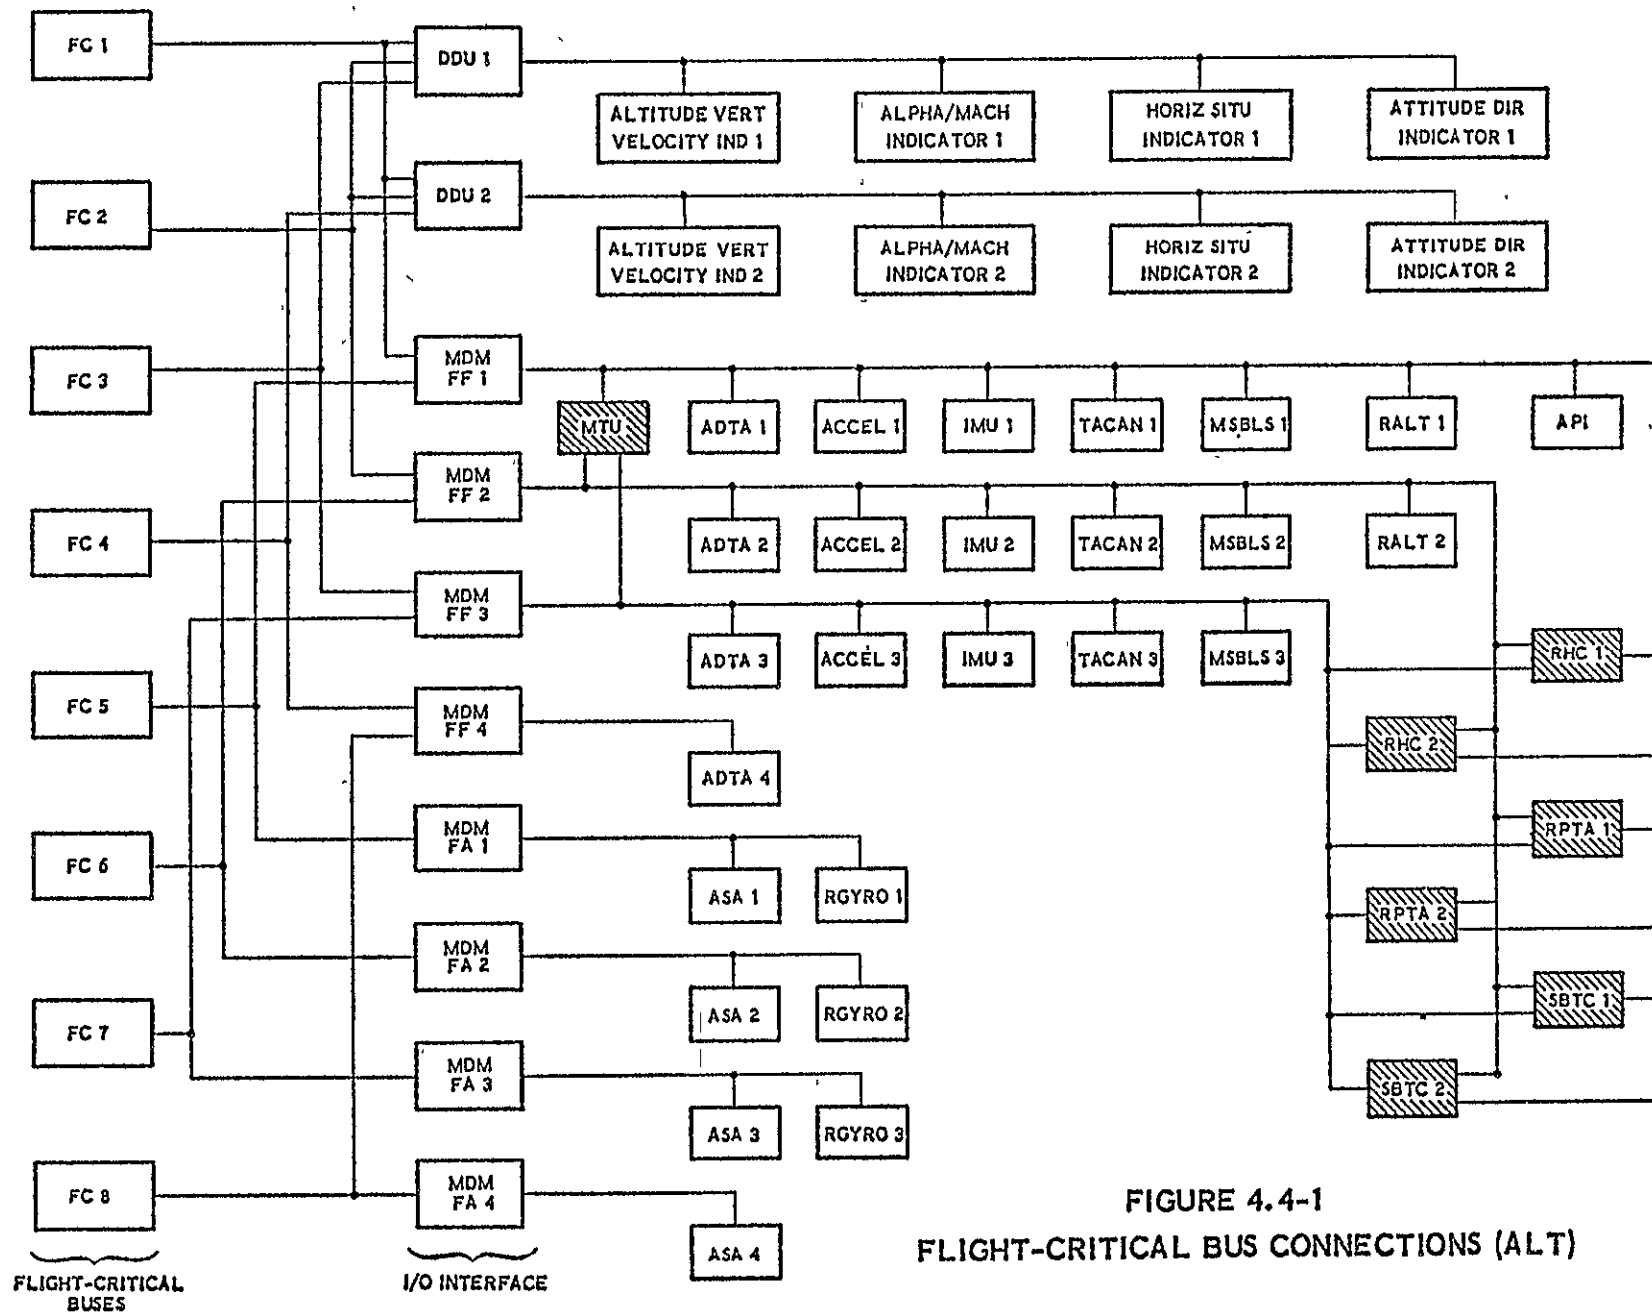 FC 1
DDU 1
ALTITUDE VERT
VELOCITY IND 1
ALPHA/MACH
INDICATOR 1
HORIZ SITU
INDICATOR 1
ATTITUDE DIR
INDICATOR 1
FC 2
DDU 2
ALTITUDE VERT
VELOCITY IND 2
ALPHA/MACH
INDICATOR 2
HORIZ SITU
INDICATOR 2
ATTITUDE DIR
INDICATOR 2
FC 3
MDM
FF 1
MTU
ADTA 1
ACCEL 1
IMU 1
TACAN 1
MSBLS 1
RALT 1
API
FC 4
MDM
FF 2
ADTA 2
ACCEL 2
IMU 2
TACAN 2
MSBLS 2
RALT 2
MDM
FF 3
ADTA 3
ACCEL 3
IMU 3
TACAN 3
MSBLS 3
RHC 1
FC 5
MDM
FF 4
ADTA 4
RHC 2
FC 6
MDM
FA 1
ASA 1
RGYRO 1
RPTA 1
RPTA 2
MDM
FA 2
ASA 2
RGYRO 2
SBTC 1
FC 7
MDM
FA 3
ASA 3
RGYRO 3
SBTC 2
FC 8
MDM
FA 4
ASA 4
FLIGHT-CRITICAL
BUSES
I/O INTERFACE
FIGURE 4.4-1
FLIGHT-CRITICAL BUS CONNECTIONS (ALT)